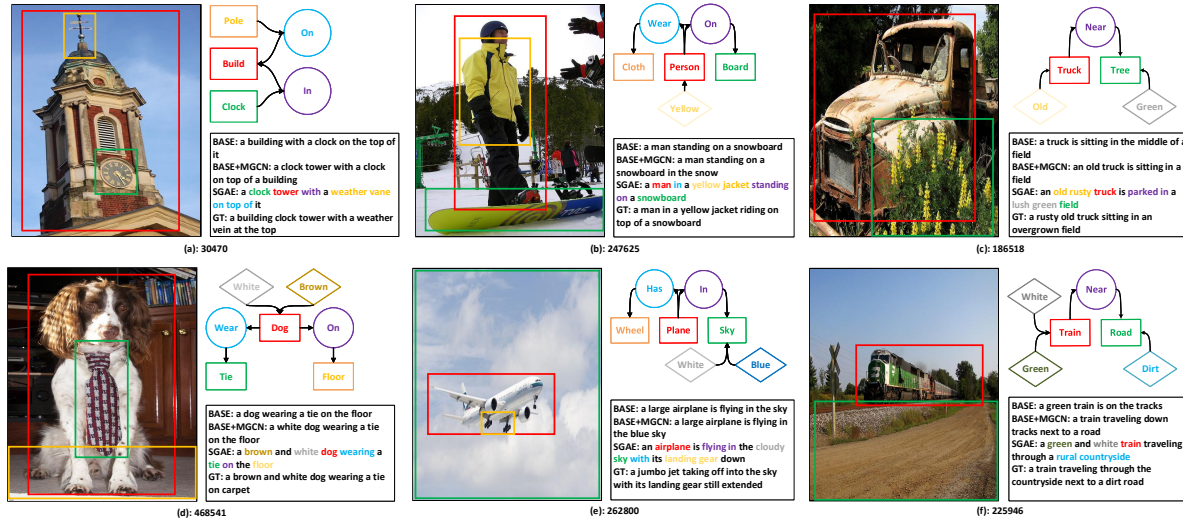 Pole
On
Build
In
Clock
BASE: a building with a clock on the top of
it
BASE+MGCN: a clock tower with a clock
on top of a building
SGAE: a clock tower with a weather vane
on top of it
GT: a building clock tower with a weather
vein at the top
(a): 30470
Wear
On
Cloth
Person
Board
Yellow
BASE: a man standing on a snowboard
BASE+MGCN: a man standing on a
snowboard in the snow
SGAE: a man in a yellow jacket standing
on a snowboard
GT: a man in a yellow jacket riding on
top of a snowboard
(b): 247625
Near
Truck
Tree
Old
Green
BASE: a truck is sitting in the middle of a
field
BASE+MGCN: an old truck is sitting in a
field
SGAE: an old rusty truck is parked in a
lush green field
GT: a rusty old truck sitting in an
overgrown field
(c): 186518
White
Brown
Wear
Dog
On
Tie
Floor
BASE: a dog wearing a tie on the floor
BASE+MGCN: a white dog wearing a tie
on the floor
SGAE: a brown and white dog wearing a
tie on the floor
GT: a brown and white dog wearing a tie
on carpet
(d): 468541
Has
In
Wheel
Plane
Sky
White
Blue
BASE: a large airplane is flying in the sky
BASE+MGCN: a large airplane is flying in
the blue sky
SGAE: an airplane is flying in the cloudy
sky with its landing gear down
GT: a jumbo jet taking off into the sky
with its landing gear still extended
(e): 262800
White
Near
Train
Road
Green
Dirt
BASE: a green train is on the tracks
BASE+MGCN: a train traveling down
tracks next to a road
SGAE: a green and white train traveling
through a rural countryside
GT: a train traveling through the
countryside next to a dirt road
(f): 225946